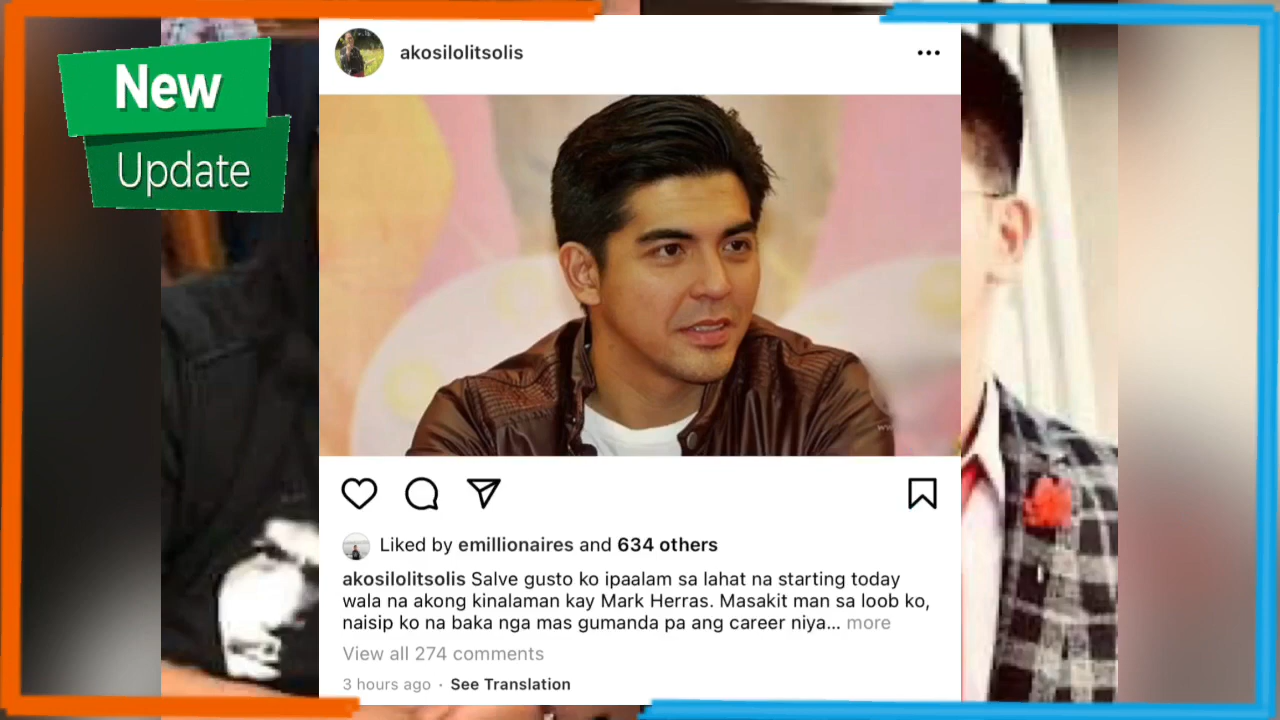 New
Update
akosilolitsolis
Liked by emillionaires and 634 others
akosilolitsolis Salve gusto ko ipaalam sa lahat na starting today
wala na akong kinalaman kay Mark Herras. Masakit man sa loob ko,
naisip ko na baka nga mas gumanda pa ang career niya... more
View all 274 comments
3 hours ago · See Translation